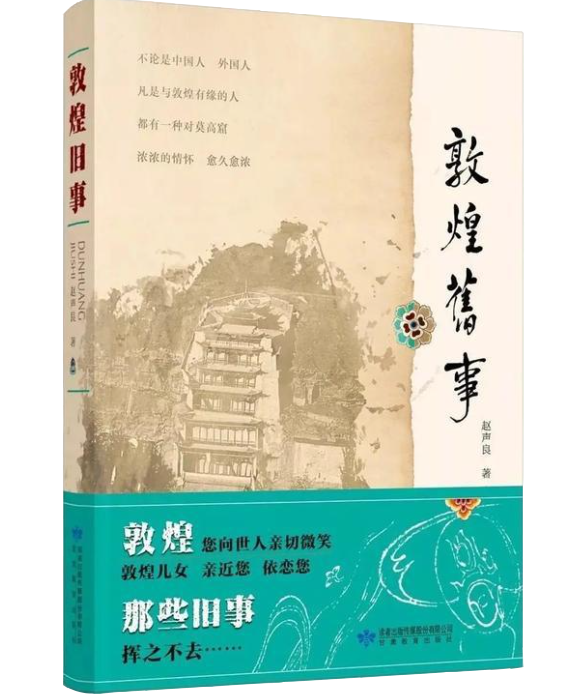 敦煌旧事
DUNHUANG
JIUSHI
赵声良 著
不论是中国人 外国人
凡是与敦煌有缘的人
都有一种对莫高窟
浓浓的情怀 愈久愈浓
敦煌舊事
赵声良 著
敦煌 您向世人亲切微笑
敦煌儿女 亲近您 依恋您
那些旧事
挥之不去……
读者出版传媒股份有限公司
甘肃教育出版社